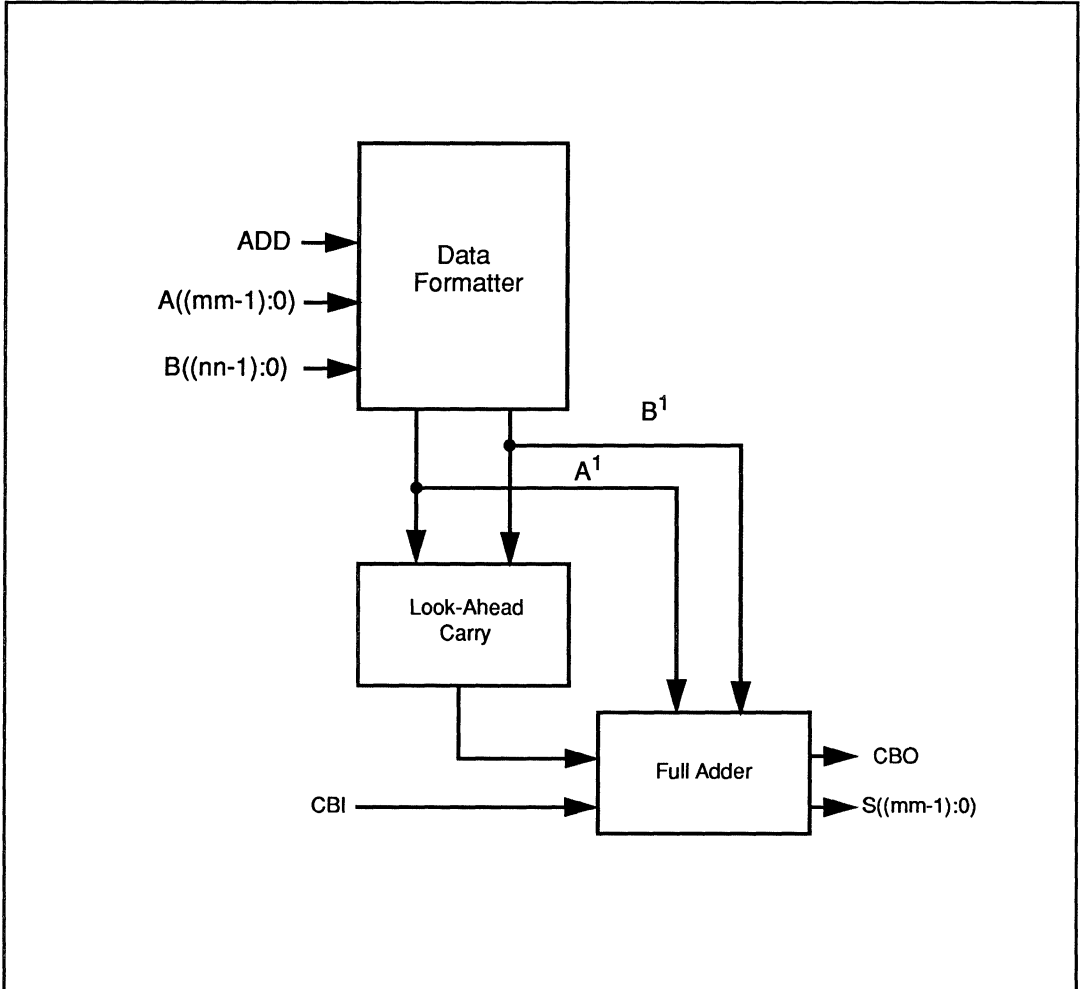 ADD
Data
Formatter
A((mm-1):0)
B((nn-1):0)
B¹
A¹
Look-Ahead
Carry
Full Adder
CBO
CBI
S((mm-1):0)